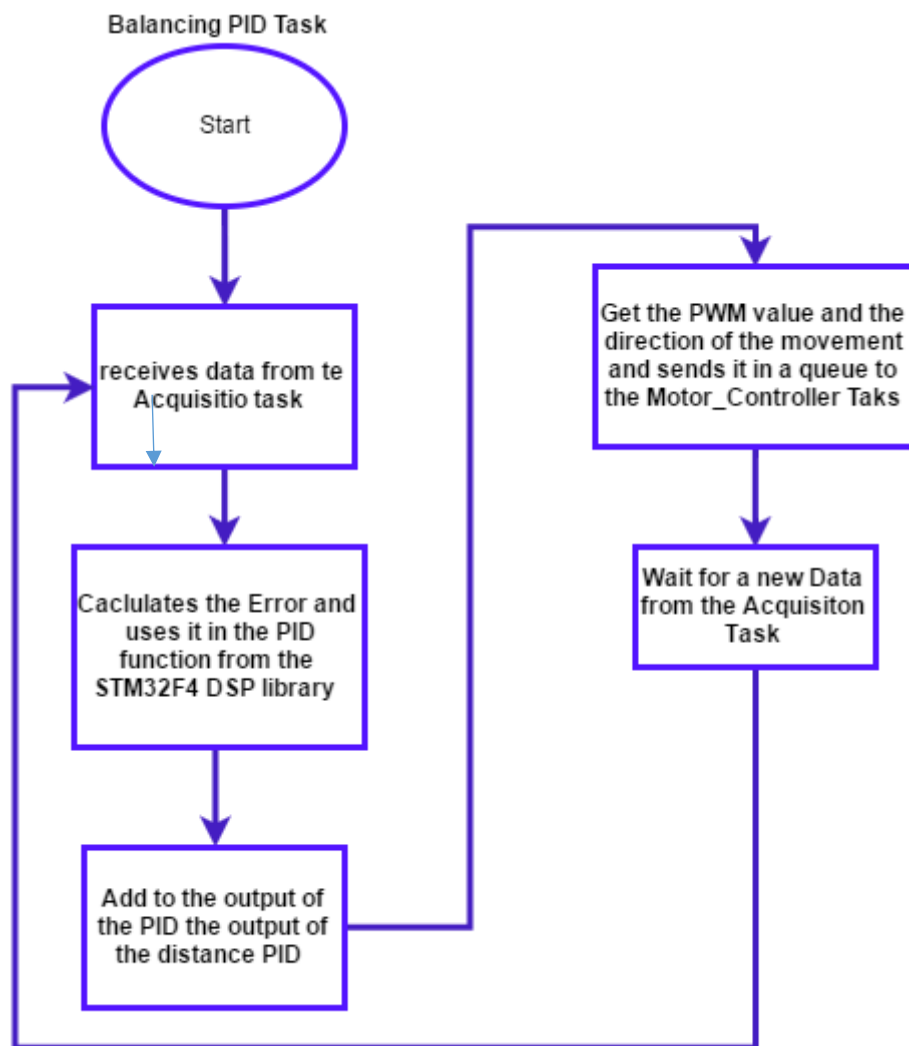 Balancing PID Task
Start
receives data from te
Acquisitio task
Caclulates the Error and
uses it in the PID
function from the
STM32F4 DSP library
Add to the output of
the PID the output of
the distance PID
Get the PWM value and the
direction of the movement
and sends it in a queue to
the Motor_Controller Taks
Wait for a new Data
from the Acquisiton
Task